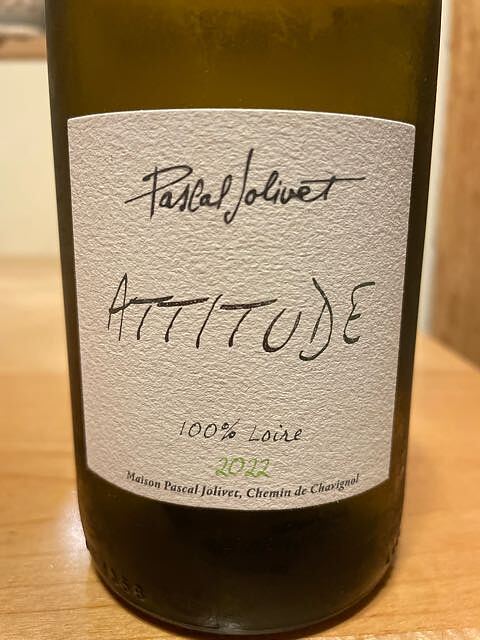 Pascal Jolivet
ATTITUDE
100% Loire
2022
Maison Pascal Jolivet, Chemin de Chavignol